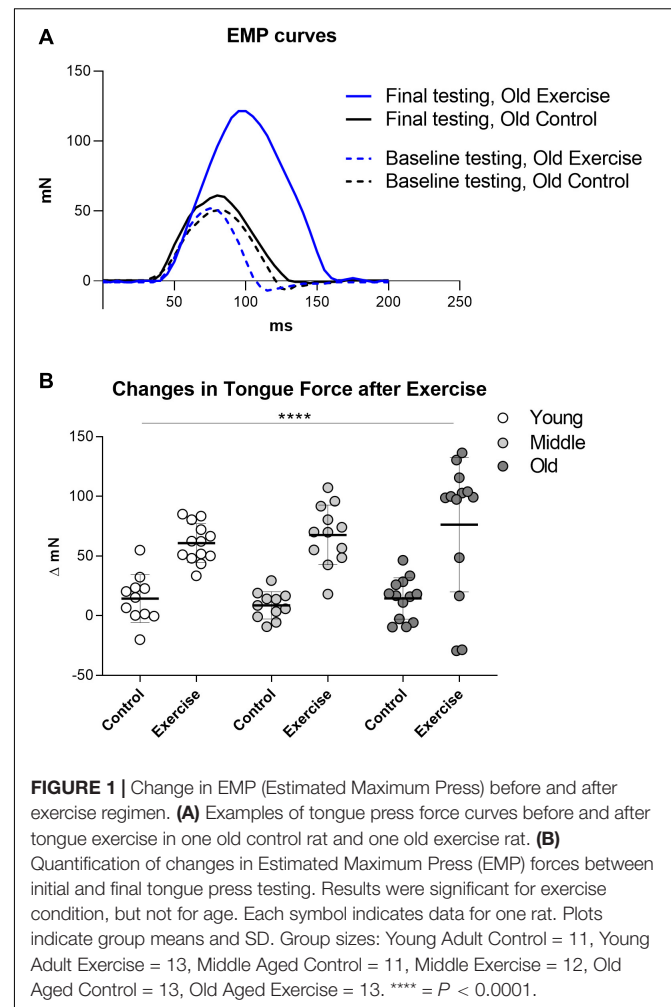 A
EMP curves
150
100
50
0
mN
50
100
150
200
250
ms
Final testing, Old Exercise
Final testing, Old Control
Baseline testing, Old Exercise
Baseline testing, Old Control
B
Changes in Tongue Force after Exercise
****
Young
Middle
Old
150
100
50
0
-50
Δ mN
Control
Exercise
Control
Exercise
Control
Exercise
FIGURE 1 | Change in EMP (Estimated Maximum Press) before and after
exercise regimen. (A) Examples of tongue press force curves before and after
tongue exercise in one old control rat and one old exercise rat. (B)
Quantification of changes in Estimated Maximum Press (EMP) forces between
initial and final tongue press testing. Results were significant for exercise
condition, but not for age. Each symbol indicates data for one rat. Plots
indicate group means and SD. Group sizes: Young Adult Control = 11, Young
Adult Exercise = 13, Middle Aged Control = 11, Middle Exercise = 12, Old
Aged Control = 13, Old Aged Exercise = 13. **** = P < 0.0001.